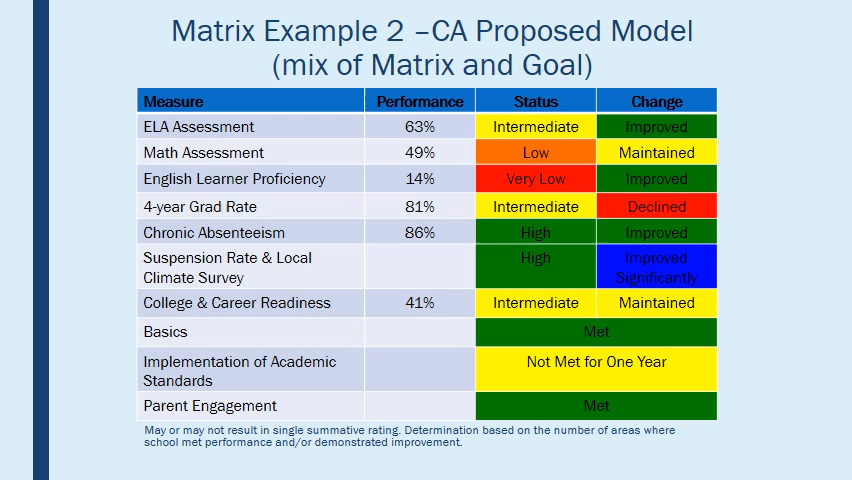 Matrix Example 2 –CA Proposed Model
(mix of Matrix and Goal)
Measure Performance Status Change
ELA Assessment 63% Intermediate Improved
Math Assessment 49% Low Maintained
English Learner Proficiency 14% Very Low Improved
4-year Grad Rate 81% Intermediate Declined
Chronic Absenteeism 86% High Improved
Suspension Rate & Local High Improved
Climate Survey Significantly
College & Career Readiness 41% Intermediate Maintained
Basics Met
Implementation of Academic Not Met for One Year
Standards
Parent Engagement Met
May or may not result in single summative rating. Determination based on the number of areas where
school met performance and/or demonstrated improvement.